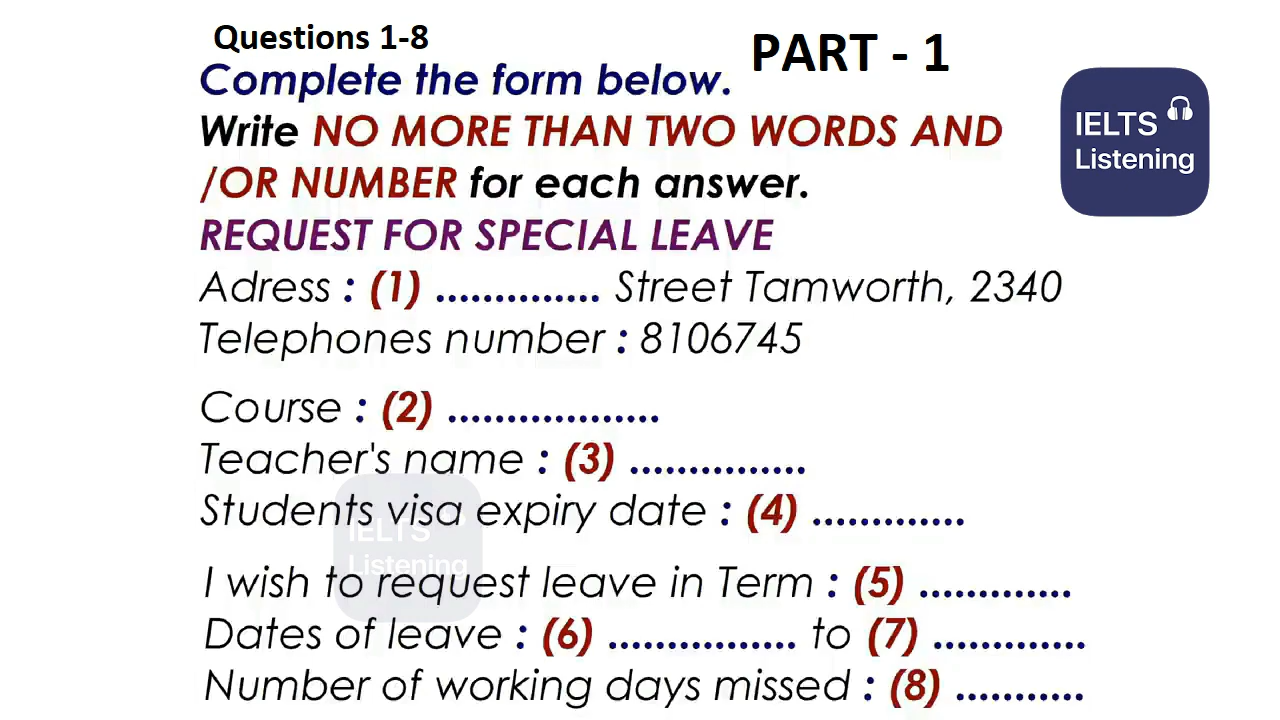 Questions 1-8
PART - 1
Complete the form below.
Write NO MORE THAN TWO WORDS AND
/OR NUMBER for each answer.
IELTS
Listening
REQUEST FOR SPECIAL LEAVE
Adress : (1) .............. Street Tamworth, 2340
Telephones number : 8106745
Course : (2) ..................
Teacher's name : (3) ...............
Students visa expiry date : (4) .............
IELTS
Listening
I wish to request leave in Term : (5) .............
Dates of leave : (6) ................ to (7) .............
Number of working days missed : (8) ...........